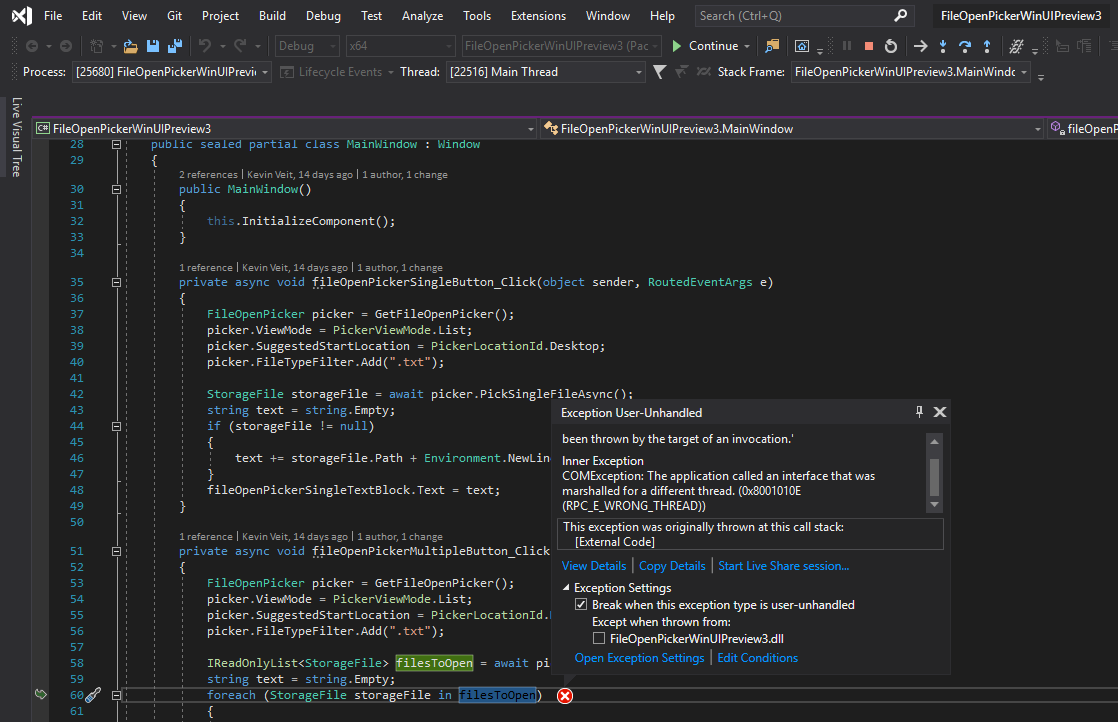 File Edit View Git Project Build Debug Test Analyze Tools Extensions Window Help Search (Ctrl+Q) FileOpenPickerWinUIPreview3
Debug x64 FileOpenPickerWinUIPreview3 (Pac Continue
Process: [25680] FileOpenPickerWinUIPrevi Lifecycle Events Thread: [22516] Main Thread Stack Frame: FileOpenPickerWinUIPreview3.MainWindo
Live Visual Tree
C# FileOpenPickerWinUIPreview3 FileOpenPickerWinUIPreview3.MainWindow fileOpenP
28 public sealed partial class MainWindow : Window
29 {
2 references | Kevin Veit, 14 days ago | 1 author, 1 change
30 public MainWindow()
31 {
32 this.InitializeComponent();
33 }
34
1 reference | Kevin Veit, 14 days ago | 1 author, 1 change
35 private async void fileOpenPickerSingleButton_Click(object sender, RoutedEventArgs e)
36 {
37 FileOpenPicker picker = GetFileOpenPicker();
38 picker.ViewMode = PickerViewMode.List;
39 picker.SuggestedStartLocation = PickerLocationId.Desktop;
40 picker.FileTypeFilter.Add(".txt");
41
42 StorageFile storageFile = await picker.PickSingleFileAsync();
43 string text = string.Empty;
44 if (storageFile != null)
45 {
46 text += storageFile.Path + Environment.NewLin
47 }
48 fileOpenPickerSingleTextBlock.Text = text;
49 }
50
1 reference | Kevin Veit, 14 days ago | 1 author, 1 change
51 private async void fileOpenPickerMultipleButton_Click
52 {
53 FileOpenPicker picker = GetFileOpenPicker();
54 picker.ViewMode = PickerViewMode.List;
55 picker.SuggestedStartLocation = PickerLocationId.
56 picker.FileTypeFilter.Add(".txt");
57
58 IReadOnlyList<StorageFile> filesToOpen = await pi
59 string text = string.Empty;
60 foreach (StorageFile storageFile in filesToOpen)
61 {
Exception User-Unhandled
been thrown by the target of an invocation.'
Inner Exception
COMException: The application called an interface that was
marshalled for a different thread. (0x8001010E
(RPC_E_WRONG_THREAD))
This exception was originally thrown at this call stack:
[External Code]
View Details | Copy Details | Start Live Share session...
Exception Settings
Break when this exception type is user-unhandled
Except when thrown from:
FileOpenPickerWinUIPreview3.dll
Open Exception Settings | Edit Conditions